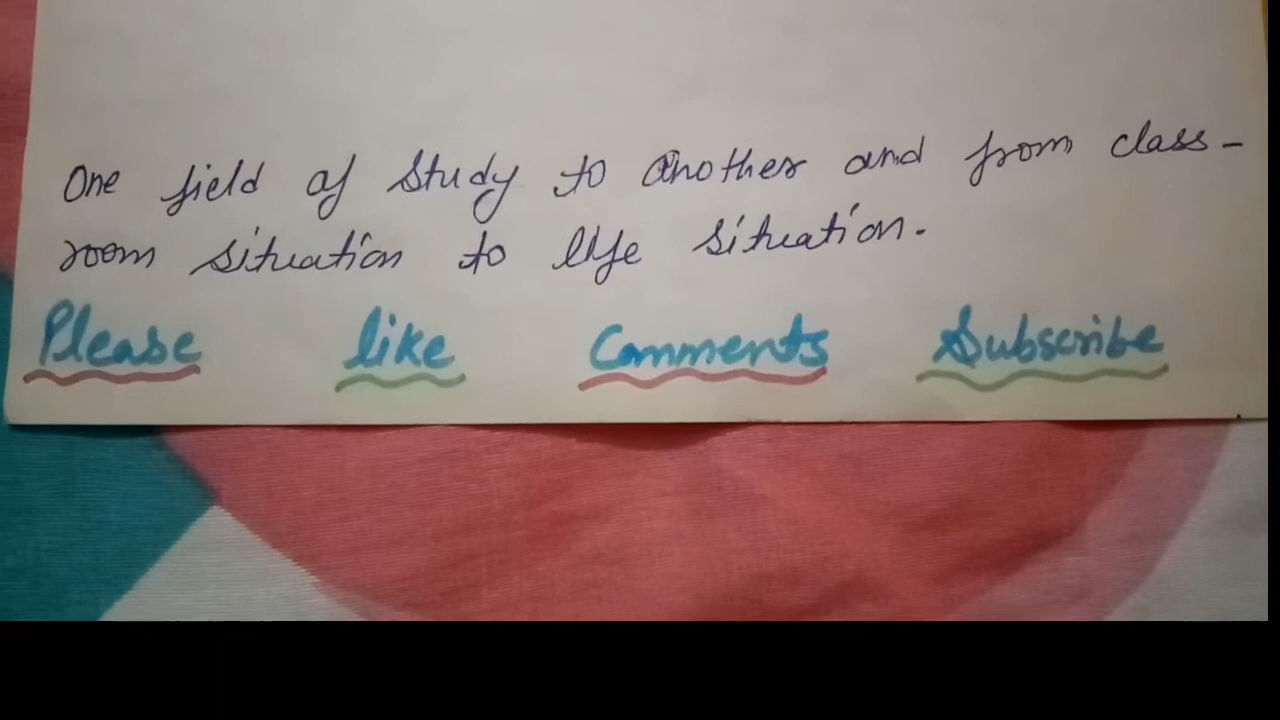 One field of Study to another and from class-
room situation to life situation.
Please like Comments Subscribe